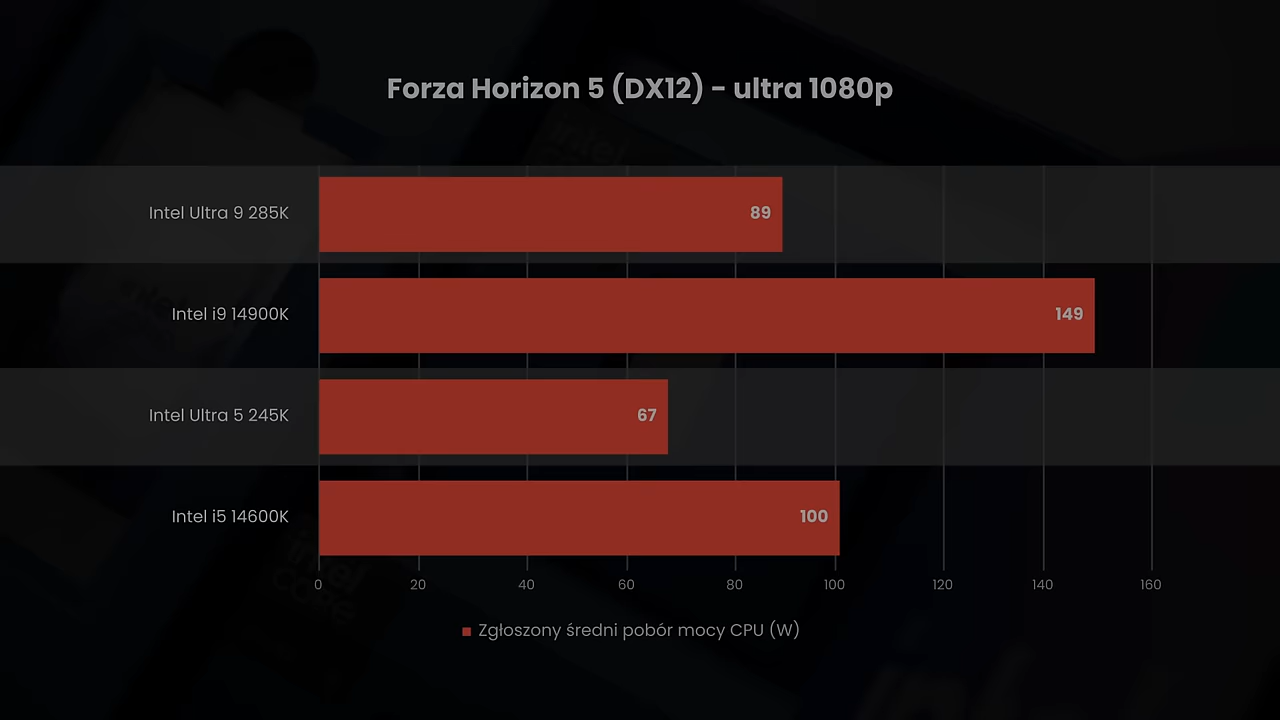 Forza Horizon 5 (DX12) - ultra 1080p
Intel Ultra 9 285K 89
Intel i9 14900K 149
Intel Ultra 5 245K 67
Intel i5 14600K 100
0 20 40 60 80 100 120 140 160
Zgłoszony średni pobór mocy CPU (W)